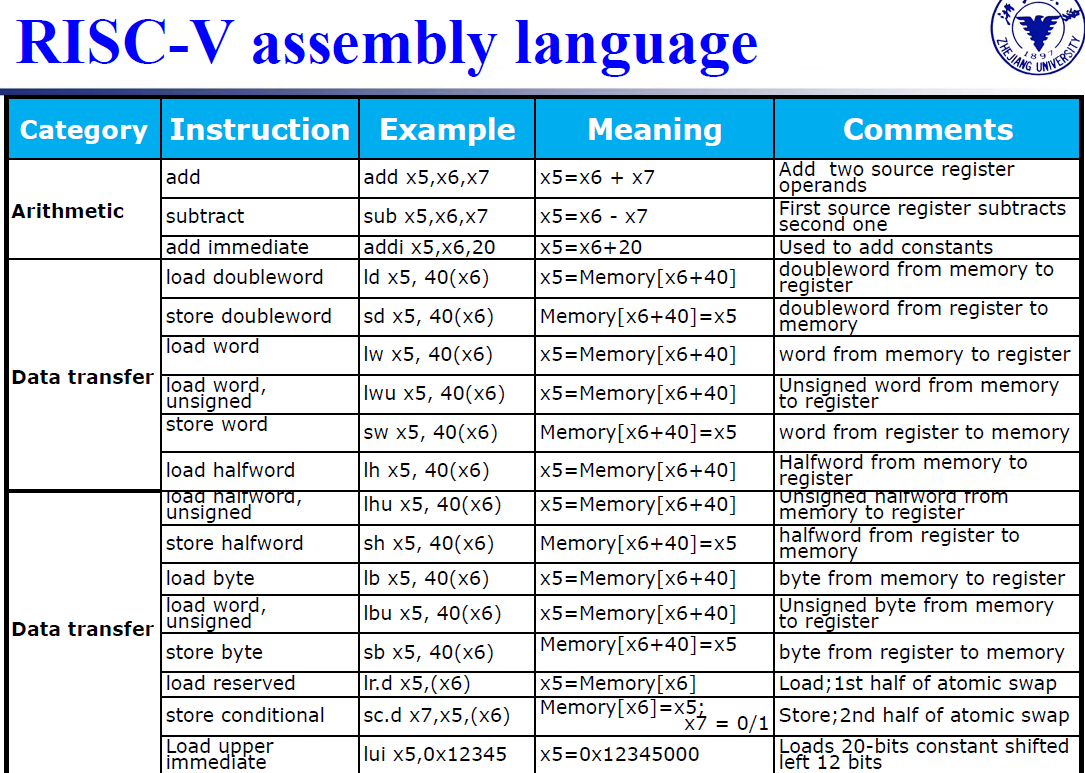 RISC-V assembly language
ZHEJIANG UNIVERSITY
1897
Category Instruction Example Meaning Comments
Arithmetic
add add x5,x6,x7 x5=x6 + x7 Add two source register
operands
subtract sub x5,x6,x7 x5=x6 - x7 First source register subtracts
second one
add immediate addi x5,x6,20 x5=x6+20 Used to add constants
Data transfer
load doubleword ld x5, 40(x6) x5=Memory[x6+40] doubleword from memory to
register
store doubleword sd x5, 40(x6) Memory[x6+40]=x5 doubleword from register to
memory
load word lw x5, 40(x6) x5=Memory[x6+40] word from memory to register
load word,
unsigned lwu x5, 40(x6) x5=Memory[x6+40] Unsigned word from memory
to register
store word sw x5, 40(x6) Memory[x6+40]=x5 word from register to memory
load halfword lh x5, 40(x6) x5=Memory[x6+40] Halfword from memory to
register
Data transfer
load halfword,
unsigned lhu x5, 40(x6) x5=Memory[x6+40] Unsigned halfword from
memory to register
store halfword sh x5, 40(x6) Memory[x6+40]=x5 halfword from register to
memory
load byte lb x5, 40(x6) x5=Memory[x6+40] byte from memory to register
load word,
unsigned lbu x5, 40(x6) x5=Memory[x6+40] Unsigned byte from memory
to register
store byte sb x5, 40(x6) Memory[x6+40]=x5 byte from register to memory
load reserved lr.d x5,(x6) x5=Memory[x6] Load;1st half of atomic swap
store conditional sc.d x7,x5,(x6) Memory[x6]=x5;
x7 = 0/1 Store;2nd half of atomic swap
Load upper
immediate lui x5,0x12345 x5=0x12345000 Loads 20-bits constant shifted
left 12 bits